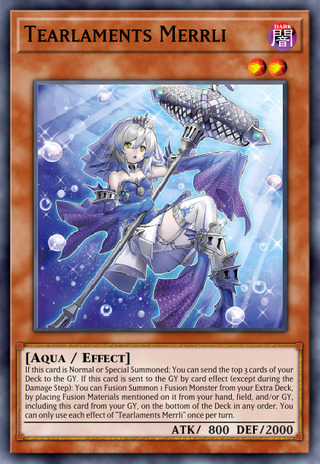 Tearlaments Merrli
DARK
闇
[Aqua / Effect]
If this card is Normal or Special Summoned: You can send the top 3 cards of your
Deck to the GY. If this card is sent to the GY by card effect (except during the
Damage Step): You can Fusion Summon 1 Fusion Monster from your Extra Deck,
by placing Fusion Materials mentioned on it from your hand, field, and/or GY,
including this card from your GY, on the bottom of the Deck in any order. You
can only use each effect of "Tearlaments Merrli" once per turn.
ATK/ 800 DEF/2000